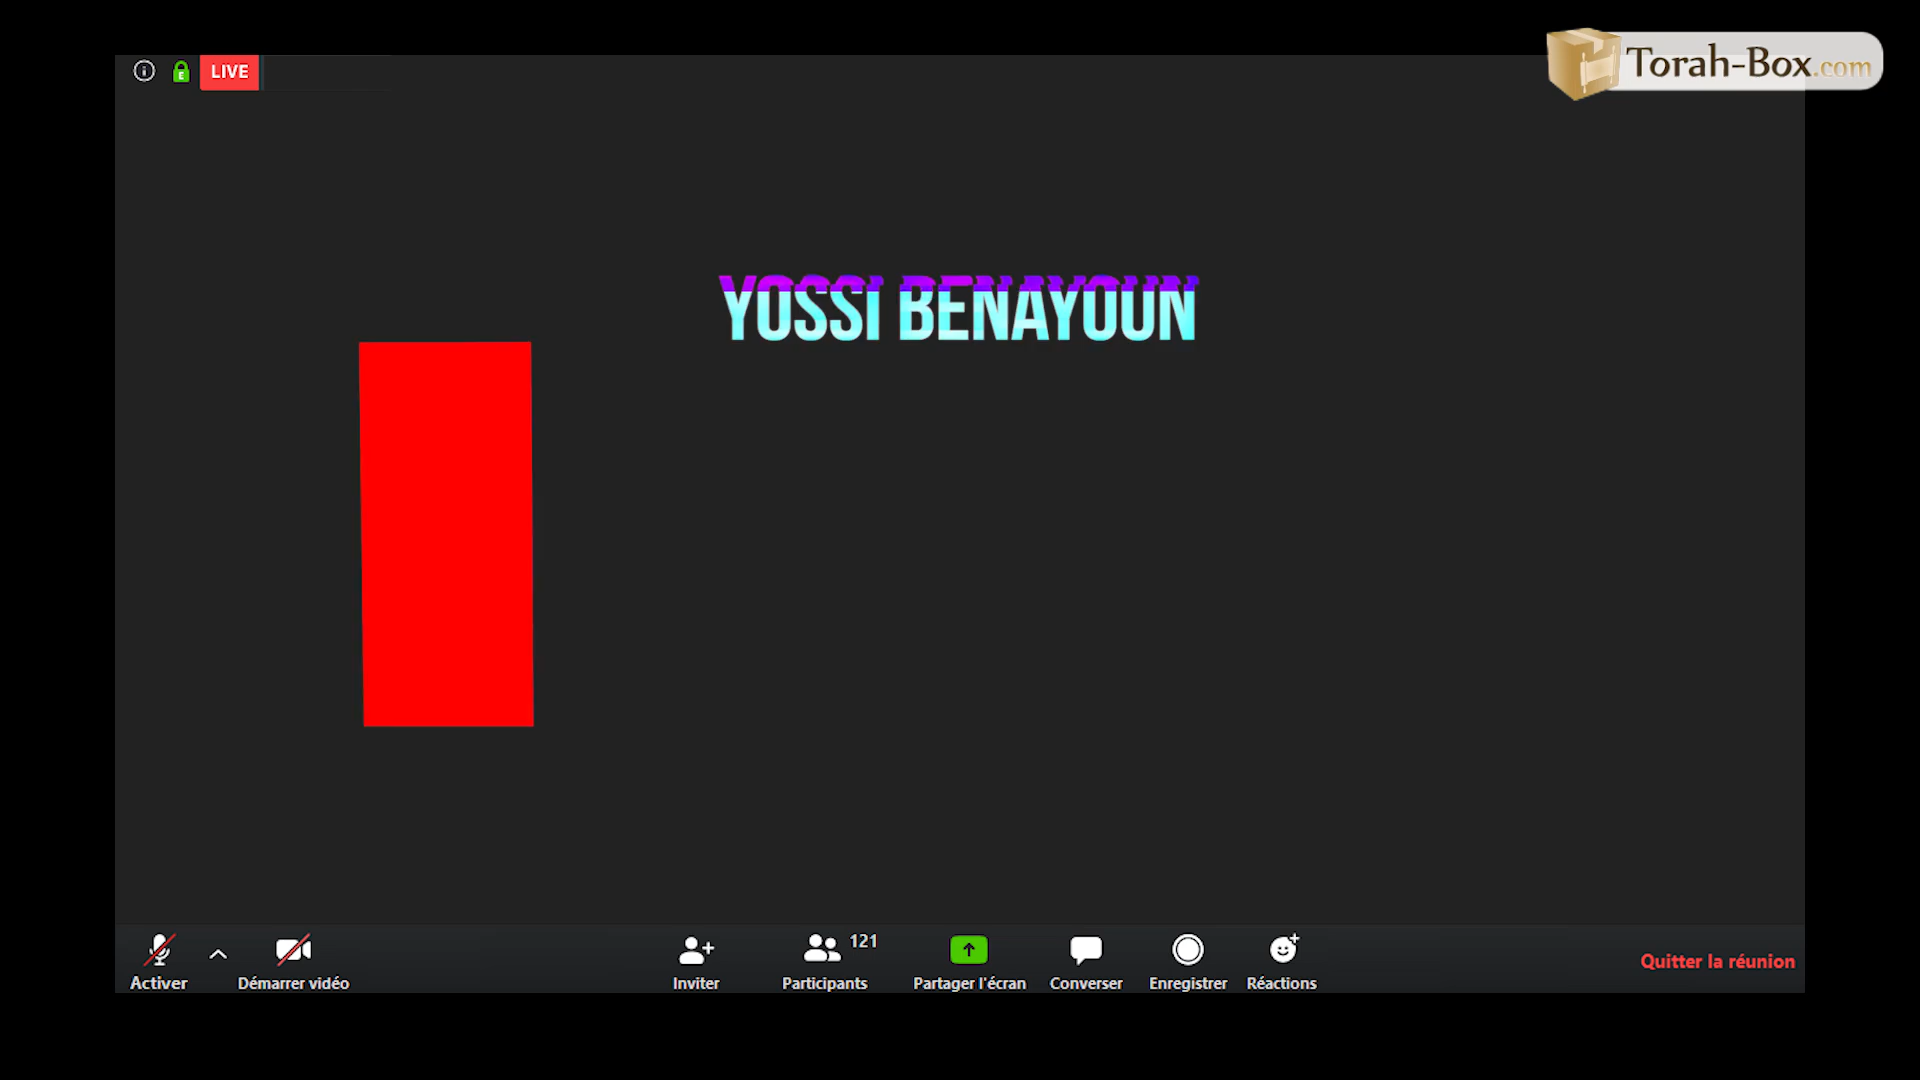 Torah-Box.com
LIVE
YOSSI BENAYOUN
121
Activer
Démarrer vidéo
Inviter
Participants
Partager l'écran
Converser
Enregistrer
Réactions
Quitter la réunion